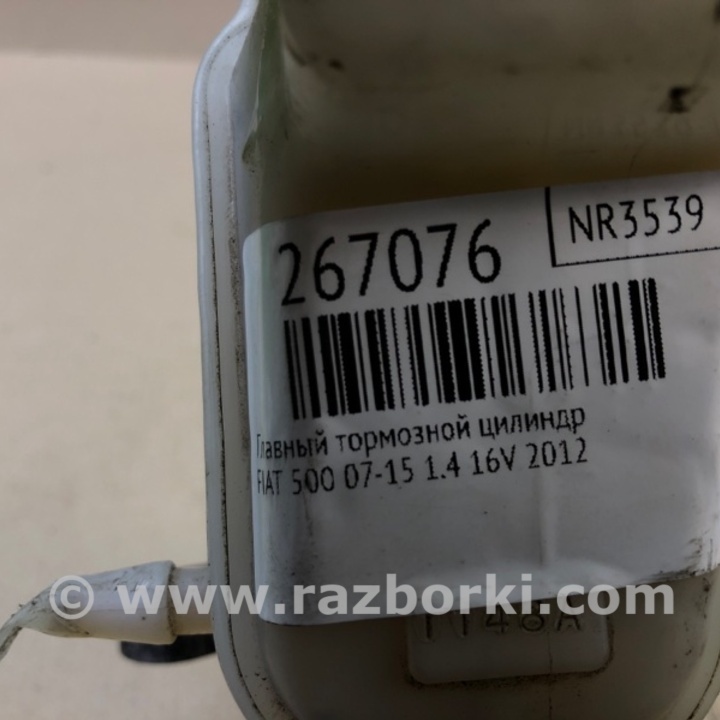 267076
NR3539
Главный тормозной цилиндр
FIAT 500 07-15 1.4 16V 2012
© www.razborki.com